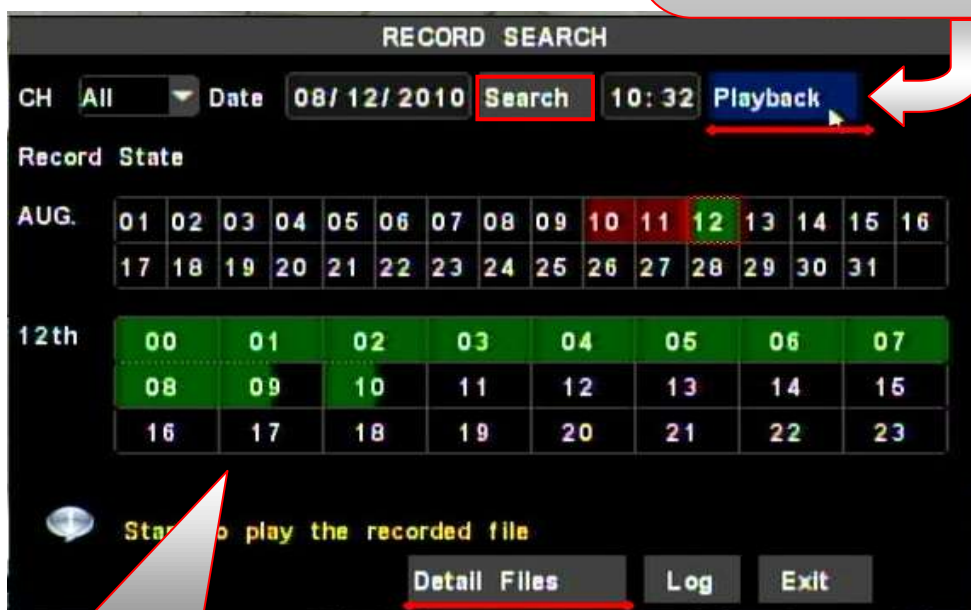 RECORD SEARCH
CH All Date 08/12/2010 Search 10:32 Playback
Record State
AUG. 01 02 03 04 05 06 07 08 09 10 11 12 13 14 15 16
17 18 19 20 21 22 23 24 25 26 27 28 29 30 31
12th 00 01 02 03 04 05 06 07
08 09 10 11 12 13 14 15
16 17 18 19 20 21 22 23
play the recorded file
Detail Files Log Exit